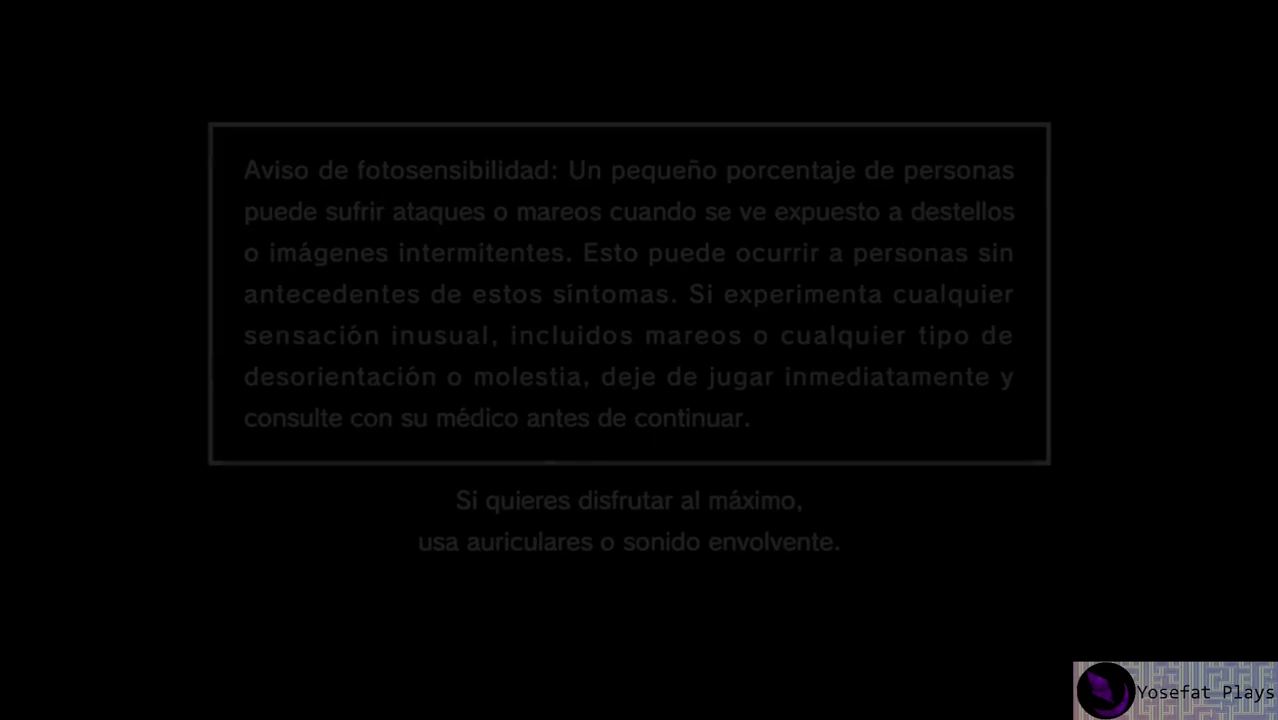 Aviso de fotosensibilidad: Un pequeño porcentaje de personas
puede sufrir ataques o mareos cuando se ve expuesto a destellos
o imágenes intermitentes. Esto puede ocurrir a personas sin
antecedentes de estos síntomas. Si experimenta cualquier
sensación inusual, incluidos mareos o cualquier tipo de
desorientación o molestia, deje de jugar inmediatamente y
consulte con su médico antes de continuar.
Si quieres disfrutar al máximo,
usa auriculares o sonido envolvente.
Yosefat Plays